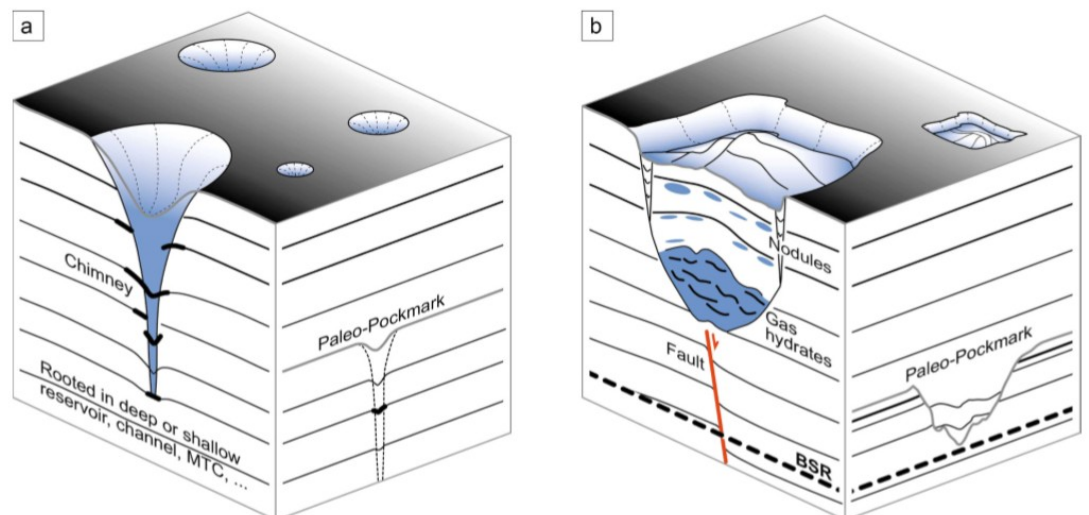 a
Chimney
Paleo-Pockmark
Rooted in deep or shallow
reservoir, channel, MTC, ...
b
Nodules
Gas
hydrates
Fault
Paleo-Pockmark
BSR